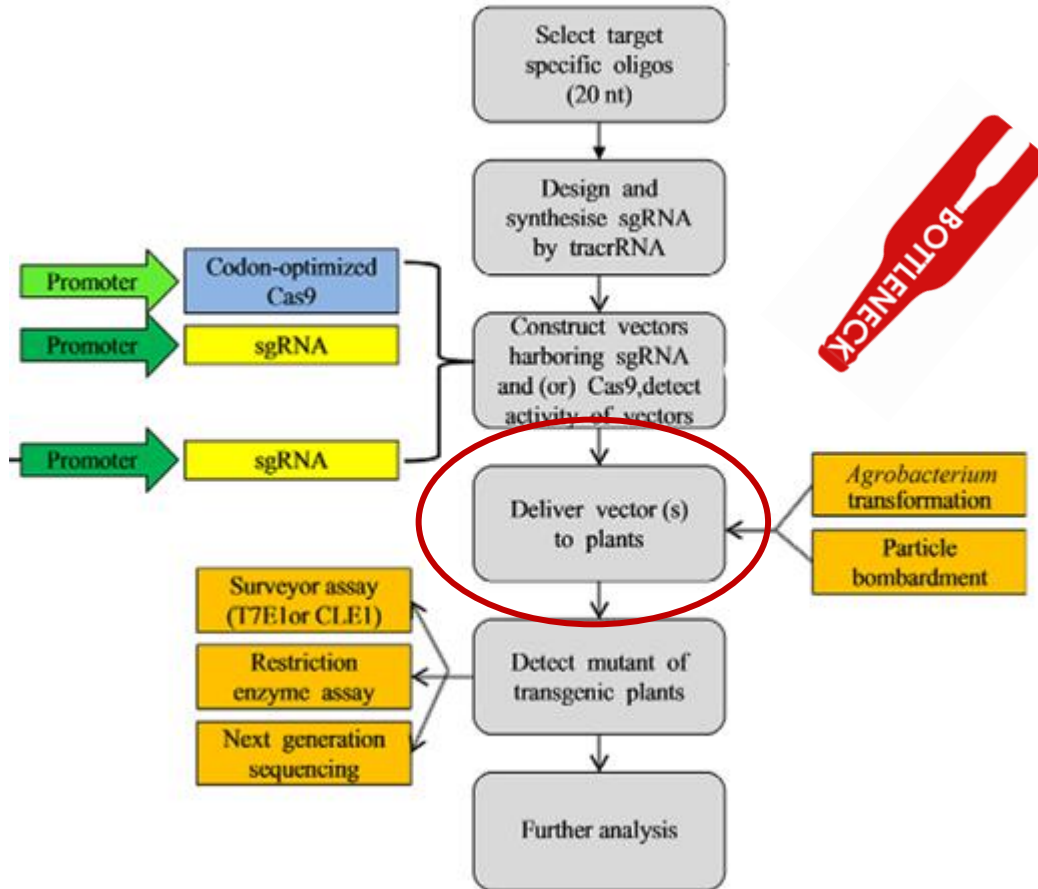 Select target
specific oligos
(20 nt)
Design and
synthesise sgRNA
by tracrRNA
BOTTLENECK
Promoter
Codon-optimized
Cas9
Promoter
sgRNA
Promoter
sgRNA
Construct vectors
harboring sgRNA
and (or) Cas9,detect
activity of vectors
Deliver vector(s)
to plants
Agrobacterium
transformation
Particle
bombardment
Surveyor assay
(T7E1or CLE1)
Restriction
enzyme assay
Next generation
sequencing
Detect mutant of
transgenic plants
Further analysis